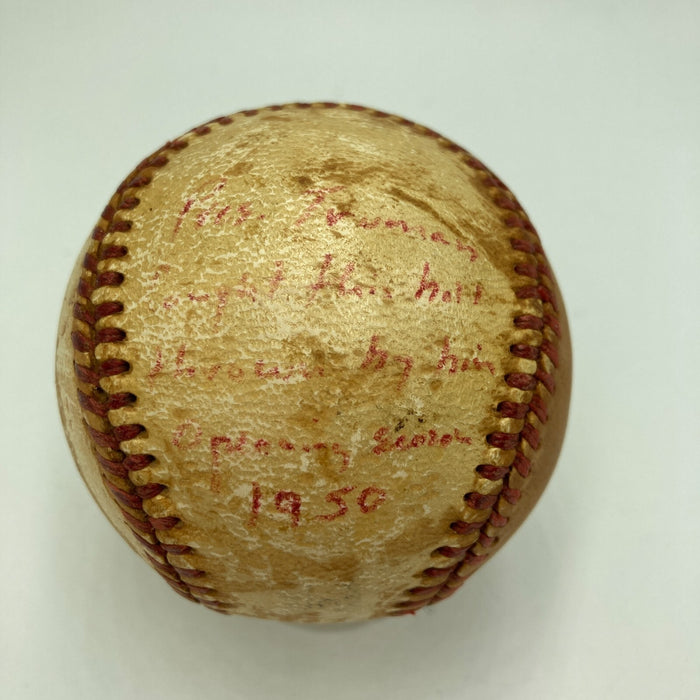 Pres. Truman
Caught this ball
thrown by him
Opening season
1950